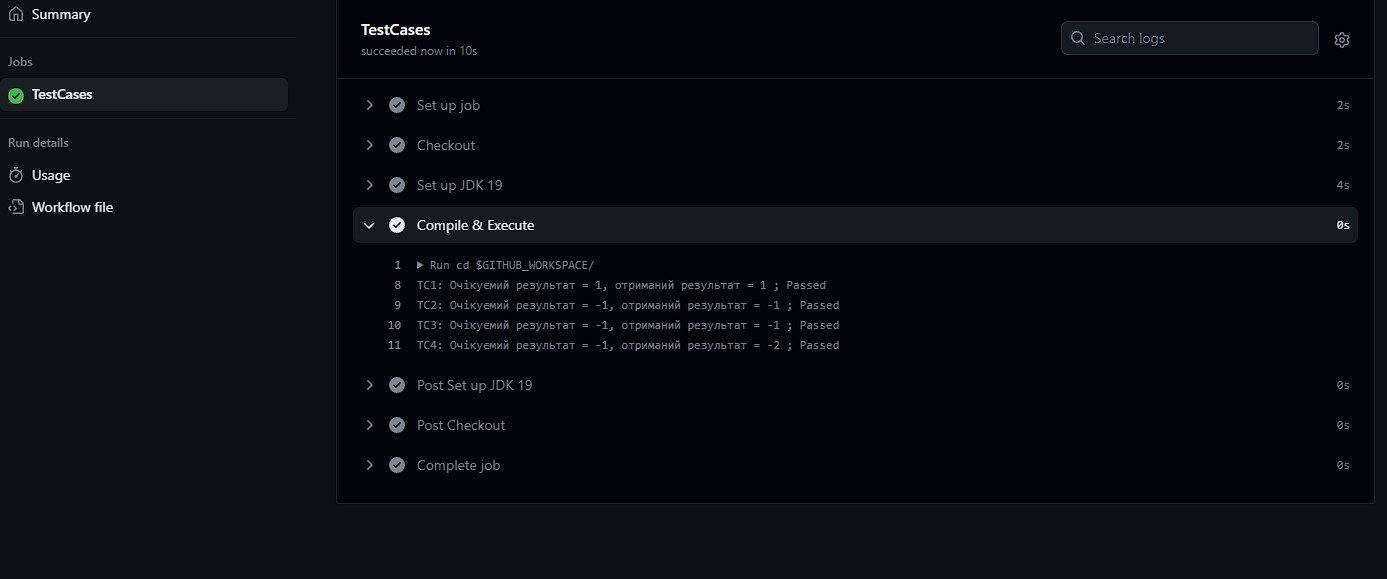 Summary
Jobs
TestCases
Run details
Usage
Workflow file
TestCases
succeeded now in 10s
Search logs
Set up job 2s
Checkout 2s
Set up JDK 19 4s
Compile & Execute 0s
1 Run cd $GITHUB_WORKSPACE/
8 TC1: Очікуємий результат = 1, отриманий результат = 1 ; Passed
9 TC2: Очікуємий результат = -1, отриманий результат = -1 ; Passed
10 TC3: Очікуємий результат = -1, отриманий результат = -1 ; Passed
11 TC4: Очікуємий результат = -1, отриманий результат = -2 ; Passed
Post Set up JDK 19 0s
Post Checkout 0s
Complete job 0s